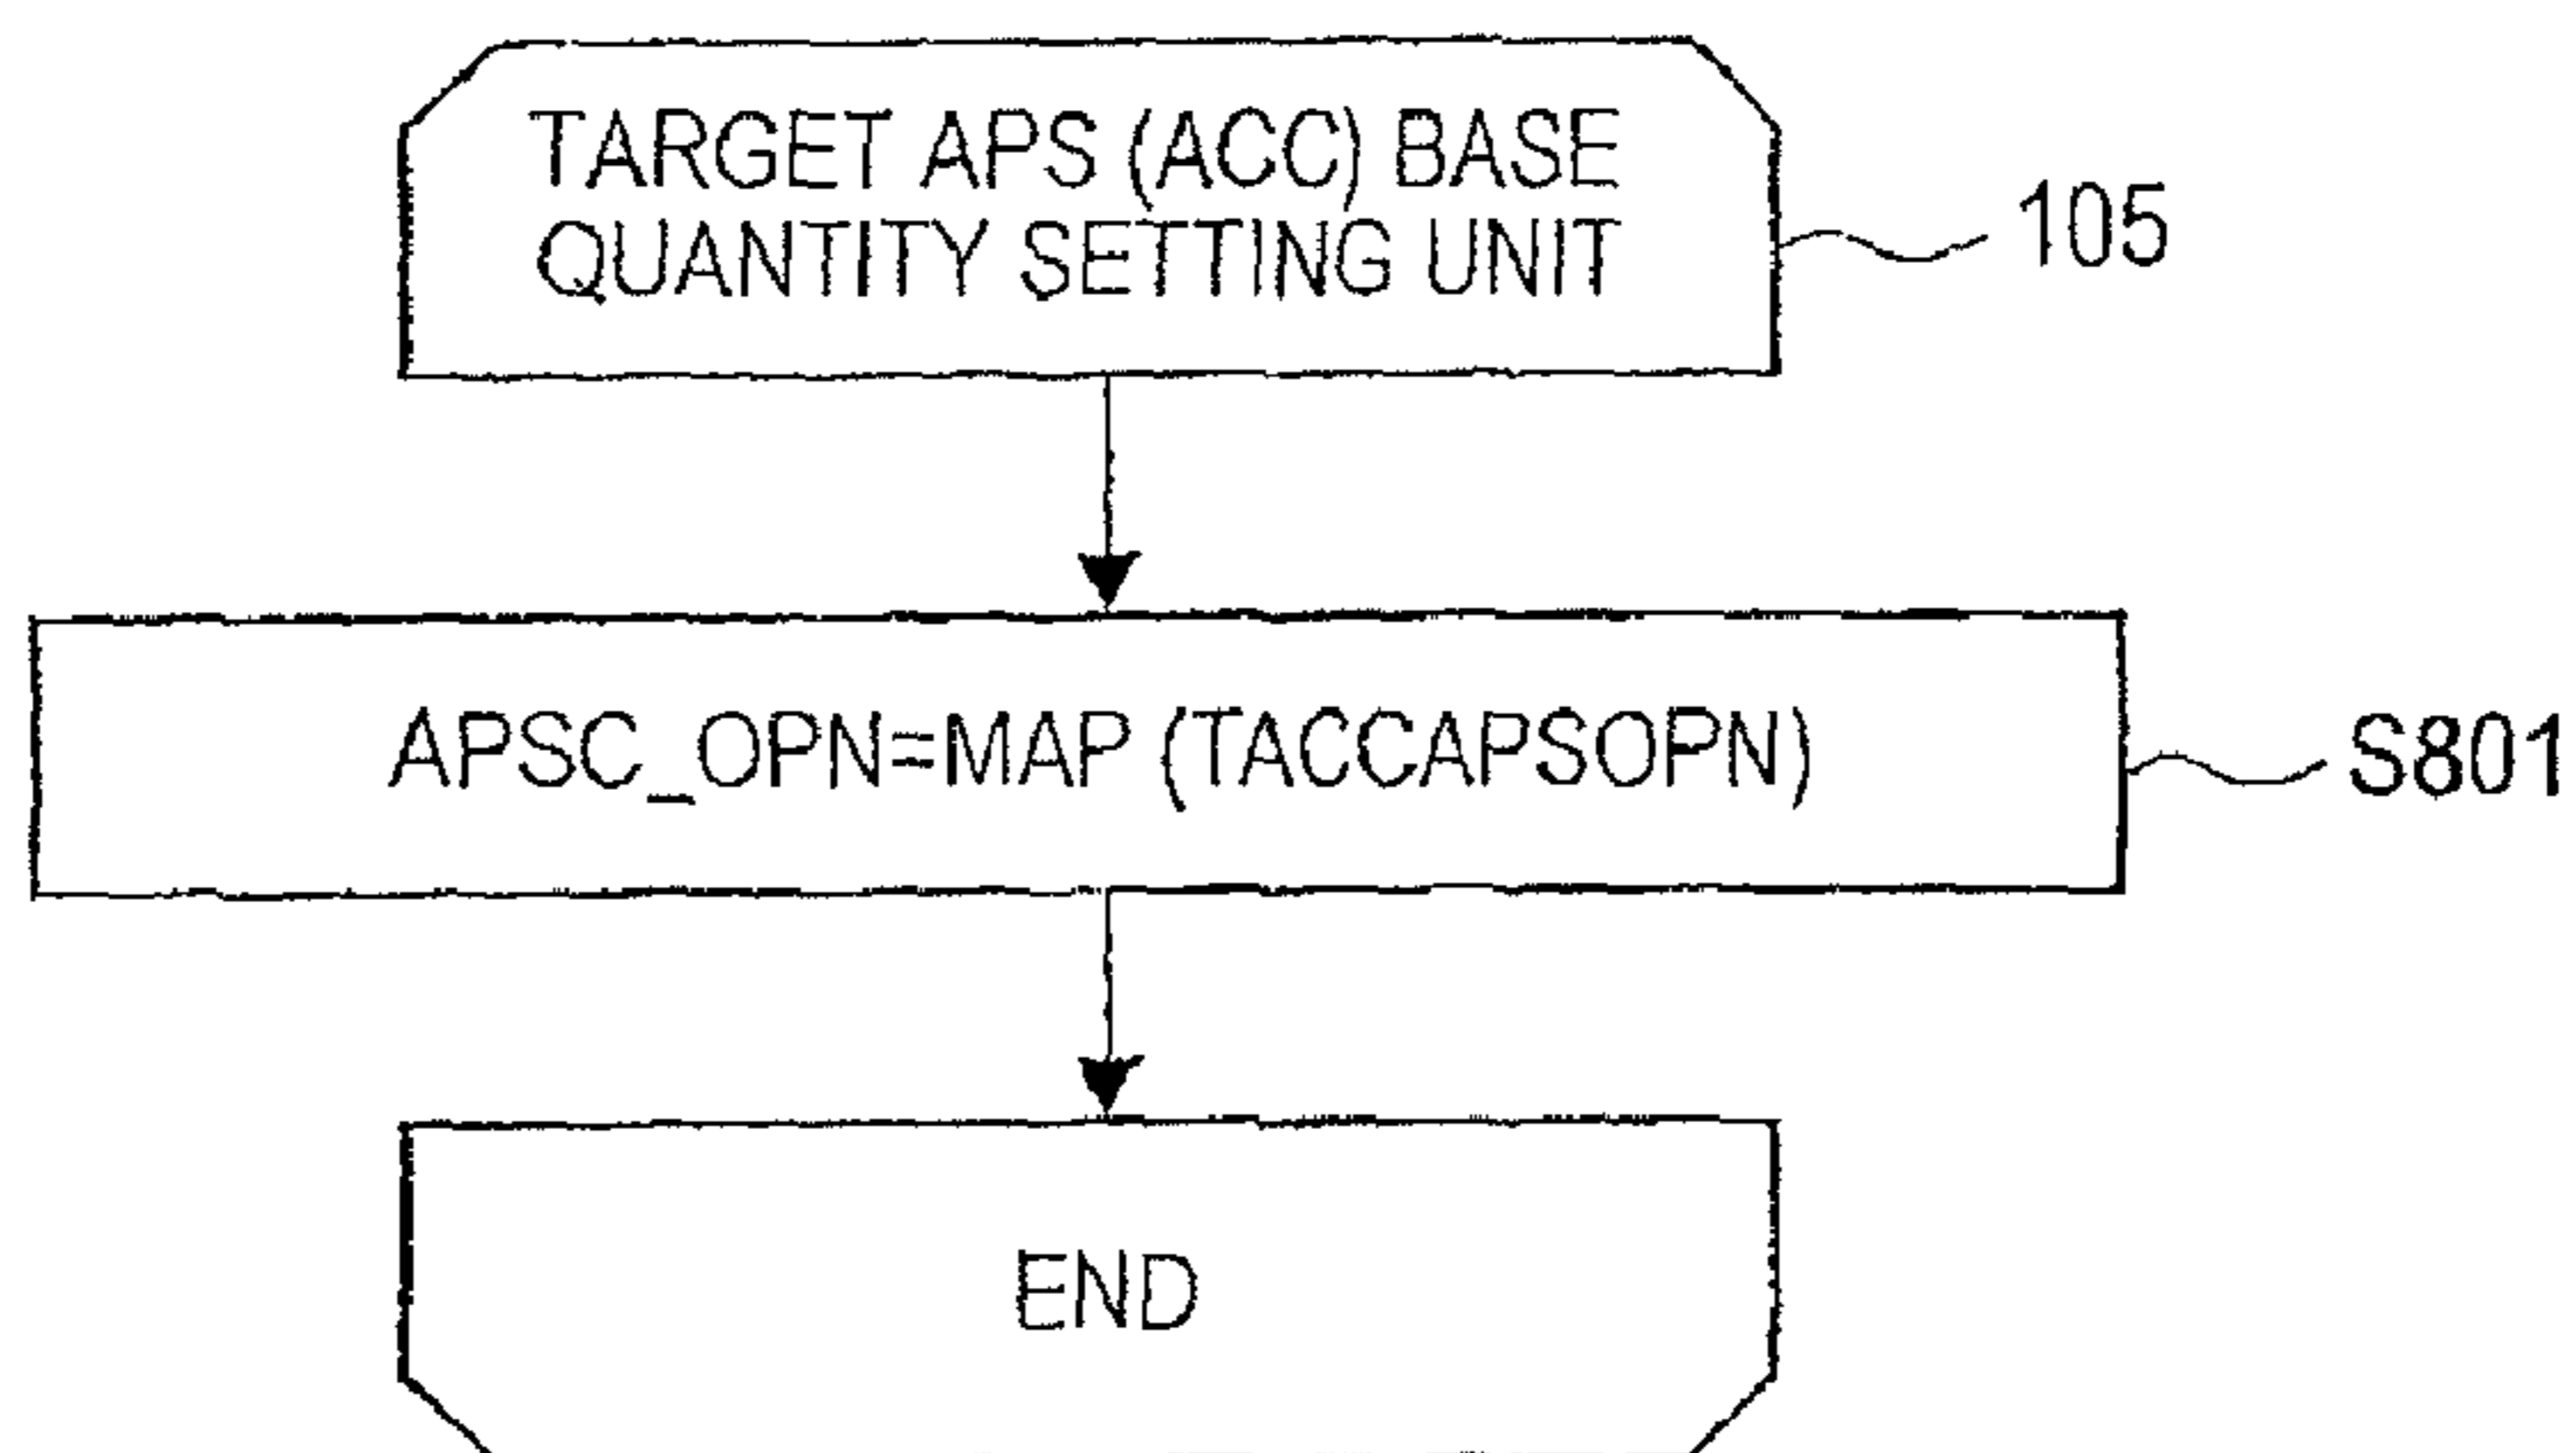 TARGET APS (ACC) BASE
QUANTITY SETTING UNIT
105
APSC_OPN=MAP (TACCAPSOPN)
S801
END